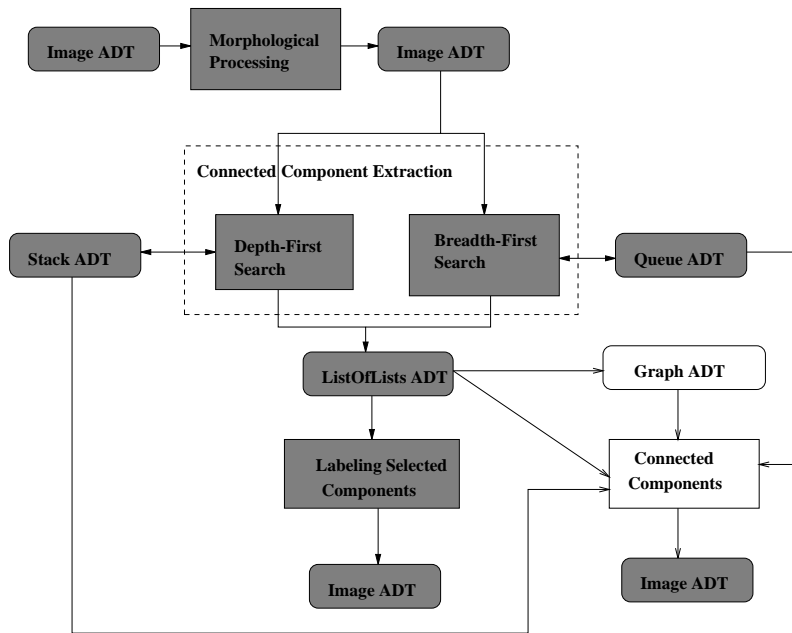 Image ADT
Morphological
Processing
Image ADT
Connected Component Extraction
Stack ADT
Depth-First
Search
Breadth-First
Search
Queue ADT
ListOfLists ADT
Graph ADT
Labeling Selected
Components
Connected
Components
Image ADT
Image ADT